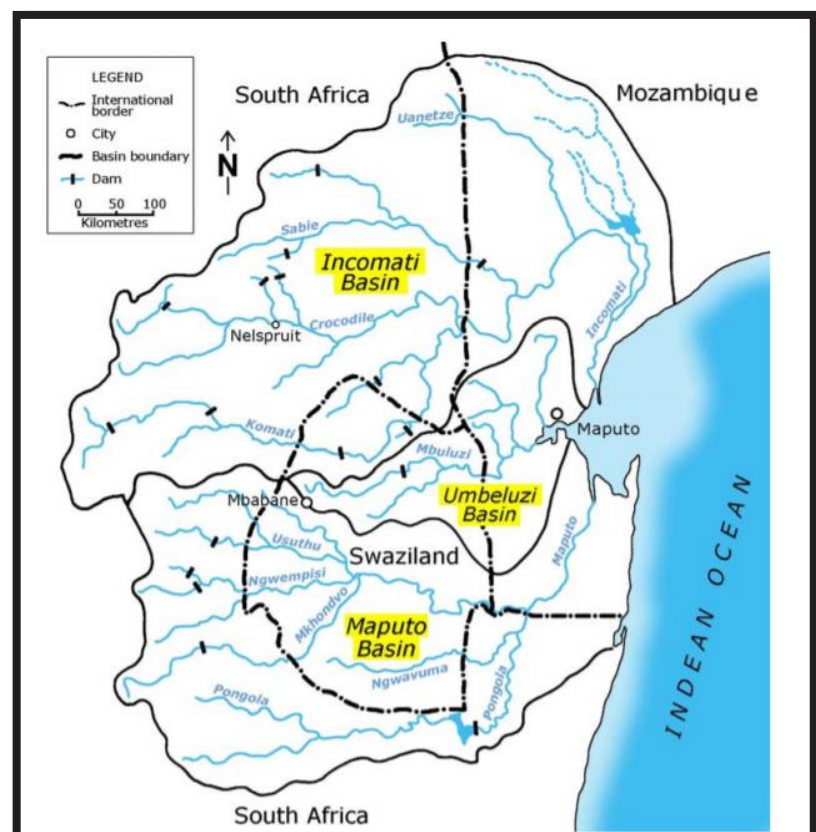 LEGEND
International
border
City
Basin boundary
Dam
0 50 100
Kilometres
South Africa
Mozambique
N
Uanetze
Sabie
Incomati
Basin
Incomati
Crocodile
Nelspruit
Komati
Maputo
Mbuluzi
Umbeluzi
Basin
Mbabane
Usuthu
Swaziland
Maputo
Ngwempisi
Mkhondvo
Maputo
Basin
Ngwavuma
Pongola
Pongola
INDEAN OCEAN
South Africa